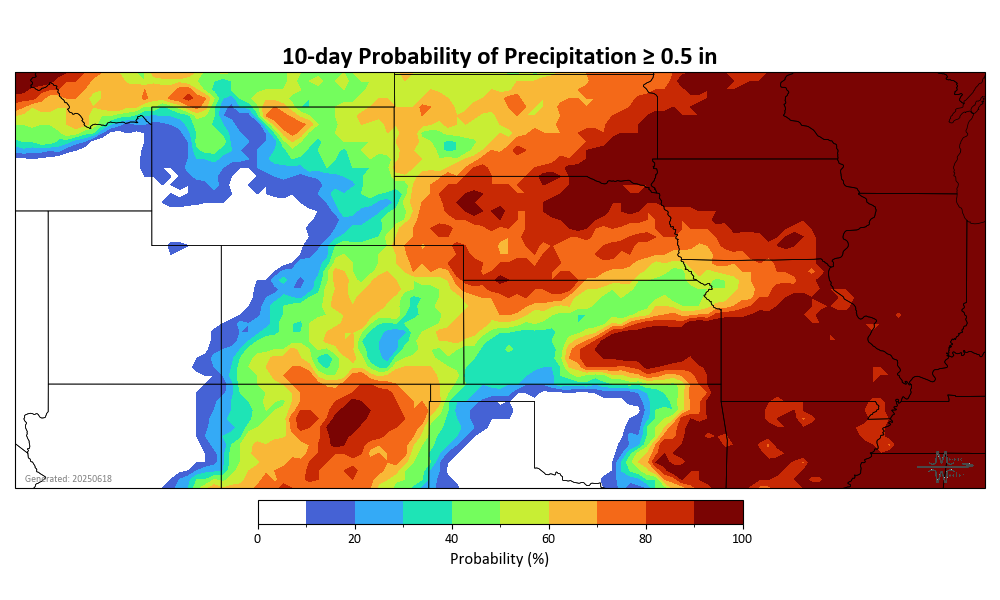 10-day Probability of Precipitation ≥ 0.5 in
Generated: 20250618
0 20 40 60 80 100
Probability (%)